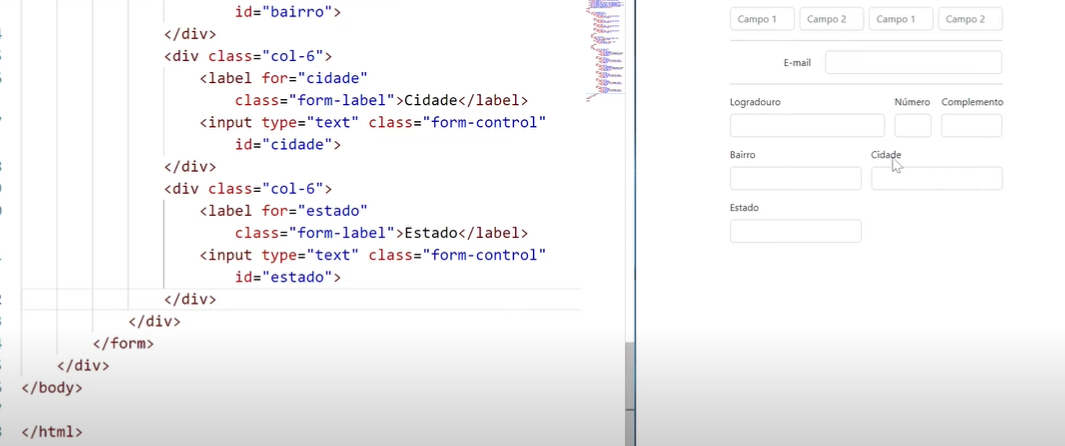 id="bairro">
</div>
<div class="col-6">
<label for="cidade"
class="form-label">Cidade</label>
<input type="text" class="form-control"
id="cidade">
</div>
<div class="col-6">
<label for="estado"
class="form-label">Estado</label>
<input type="text" class="form-control"
id="estado">
</div>
</div>
</form>
</div>
</body>
</html>
Campo 1 Campo 2 Campo 1 Campo 2
E-mail
Logradouro Número Complemento
Bairro Cidade
Estado